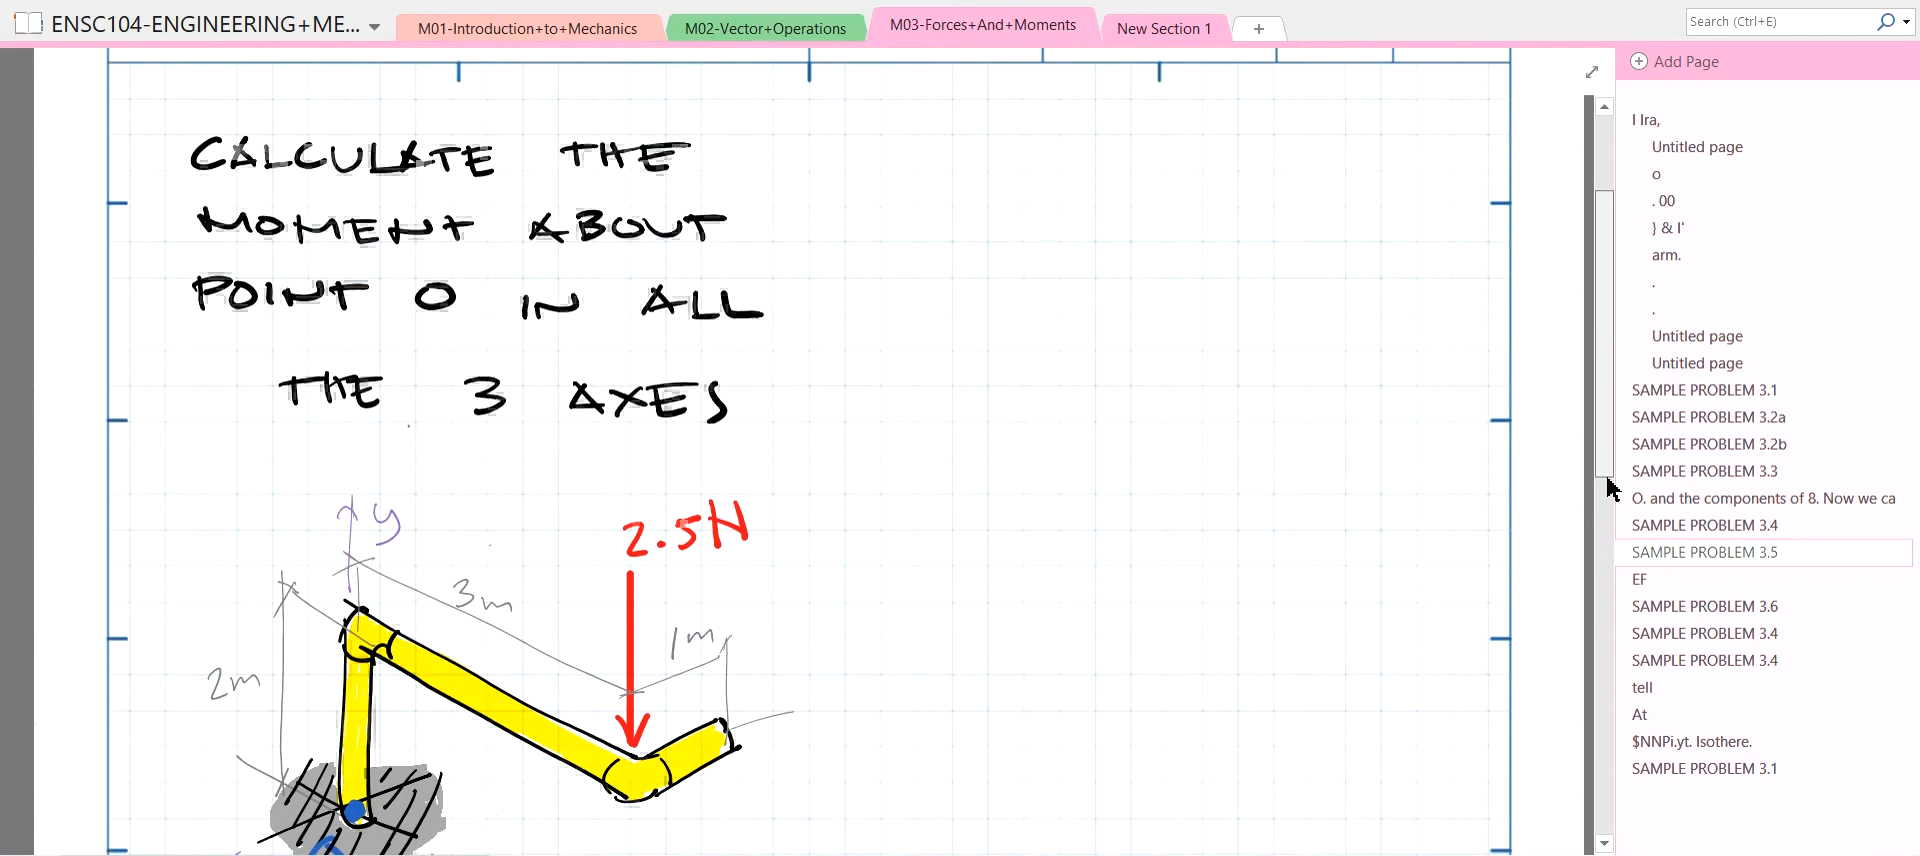 ENSC104-ENGINEERING+ME...
M01-Introduction+to+Mechanics
M02-Vector+Operations
M03-Forces+And+Moments
New Section 1
+
Search (Ctrl+E)
CALCULATE THE
MOMENT ABOUT
POINT O IN ALL
THE 3 AXES
y
2.5N
3m
1m
2m
Add Page
I Ira,
Untitled page
o
. 00
} & I'
arm.
.
.
Untitled page
Untitled page
SAMPLE PROBLEM 3.1
SAMPLE PROBLEM 3.2a
SAMPLE PROBLEM 3.2b
SAMPLE PROBLEM 3.3
O. and the components of 8. Now we ca
SAMPLE PROBLEM 3.4
SAMPLE PROBLEM 3.5
EF
SAMPLE PROBLEM 3.6
SAMPLE PROBLEM 3.4
SAMPLE PROBLEM 3.4
tell
At
$NNPi.yt. Isothere.
SAMPLE PROBLEM 3.1